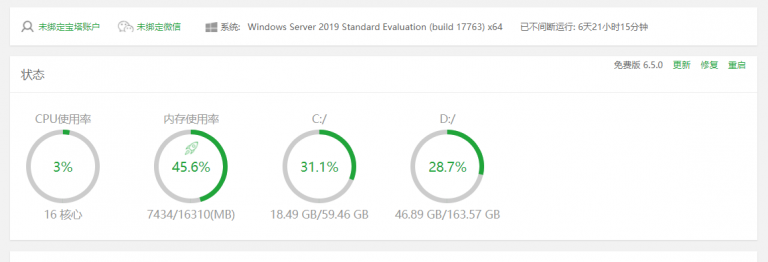 未绑定宝塔账户 未绑定微信 系统: Windows Server 2019 Standard Evaluation (build 17763) x64 已不间断运行: 6天21小时15分钟
状态 免费版 6.5.0 更新 修复 重启
CPU使用率 内存使用率 C:/ D:/
3% 45.6% 31.1% 28.7%
16 核心 7434/16310(MB) 18.49 GB/59.46 GB 46.89 GB/163.57 GB